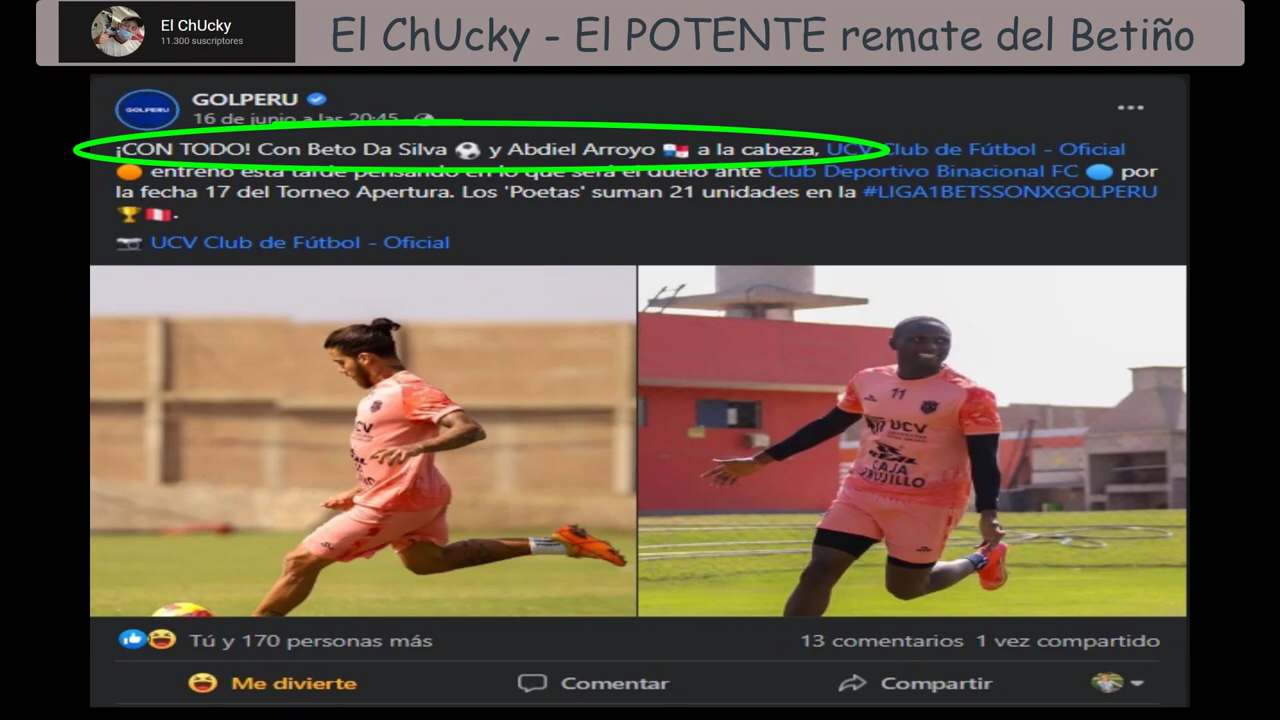 El ChUcky
11.300 suscriptores
El ChUcky - El POTENTE remate del Betiño
GOLPERU
GOLPERU
16 de junio a las 20:45
¡CON TODO! Con Beto Da Silva ⚽ y Abdiel Arroyo 🇵🇦 a la cabeza, UCV Club de Fútbol - Oficial
🟠 entrenó esta tarde pensando en lo que será el duelo ante Club Deportivo Binacional FC 🔵 por
la fecha 17 del Torneo Apertura. Los 'Poetas' suman 21 unidades en la #LIGA1BETSSONXGOLPERU
🏆🇵🇪.
📷 UCV Club de Fútbol - Oficial
UCV
11
UCV
REAL
CAJA
TRUJILLO
Tú y 170 personas más
13 comentarios 1 vez compartido
Me divierte
Comentar
Compartir